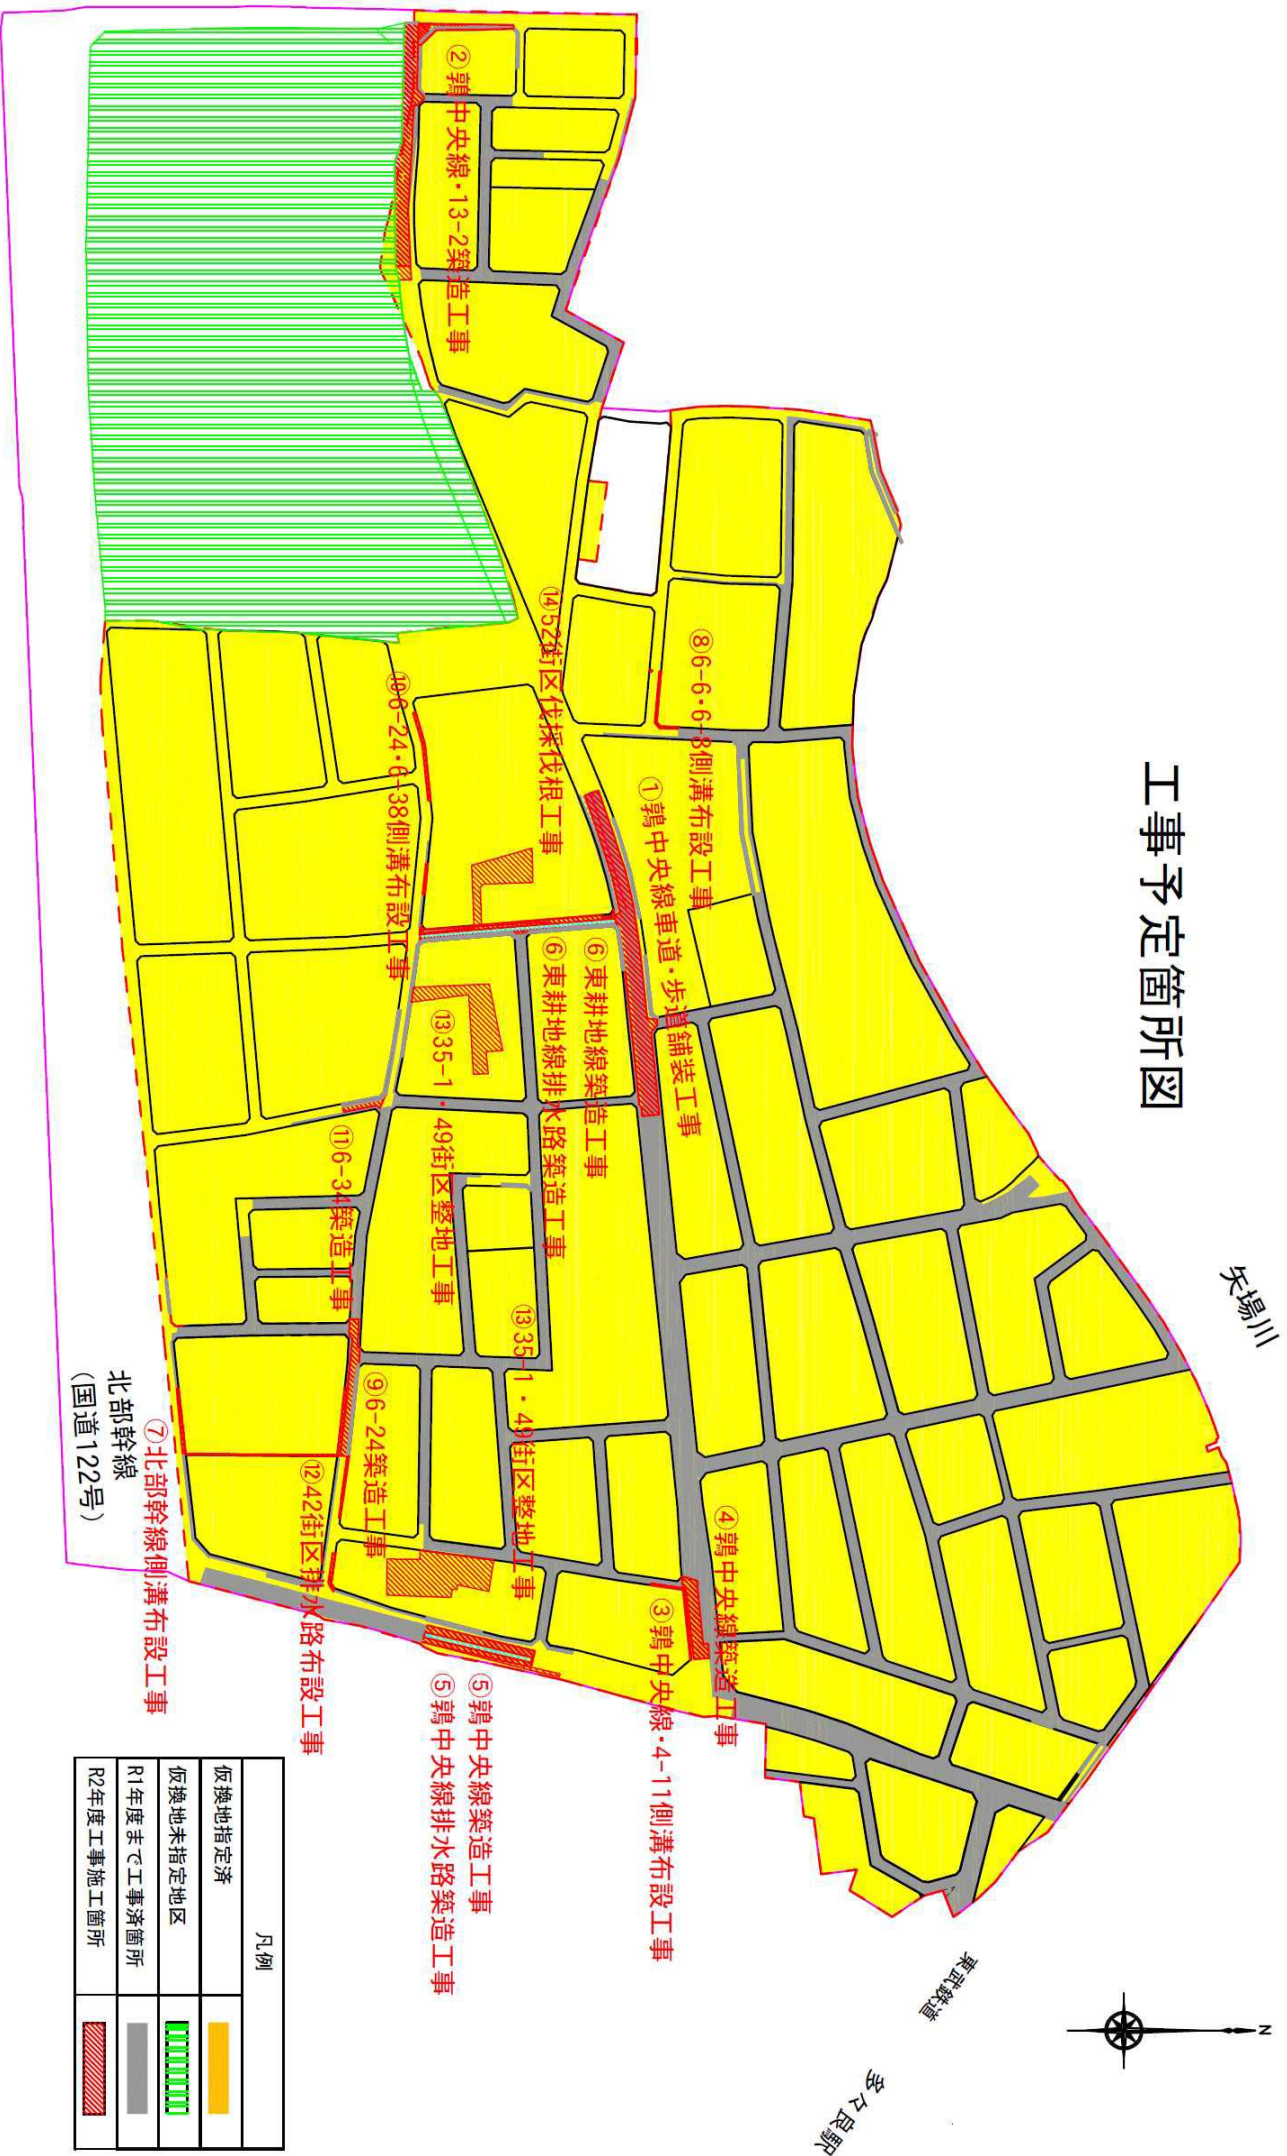 工事予定箇所図
矢場川
N
東武鉄道
多々良駅
②鶉中央線・13-2築造工事
⑧6-6・6-8側溝布設工事
①鶉中央線車道・歩道舗装工事
⑭52街区伐採伐根工事
⑥東耕地線築造工事
⑥東耕地線排水路築造工事
⑩6-24・6-38側溝布設工事
⑬35-1・49街区整地工事
⑬35-1・49街区整地工事
⑪6-34築造工事
⑨6-24築造工事
⑫42街区排水路布設工事
④鶉中央線築造工事
③鶉中央線・4-11側溝布設工事
⑤鶉中央線築造工事
⑤鶉中央線排水路築造工事
北部幹線
(国道122号)
⑦北部幹線側溝布設工事
凡例
仮換地指定済
仮換地未指定地区
R1年度まで工事済箇所
R2年度工事施工箇所